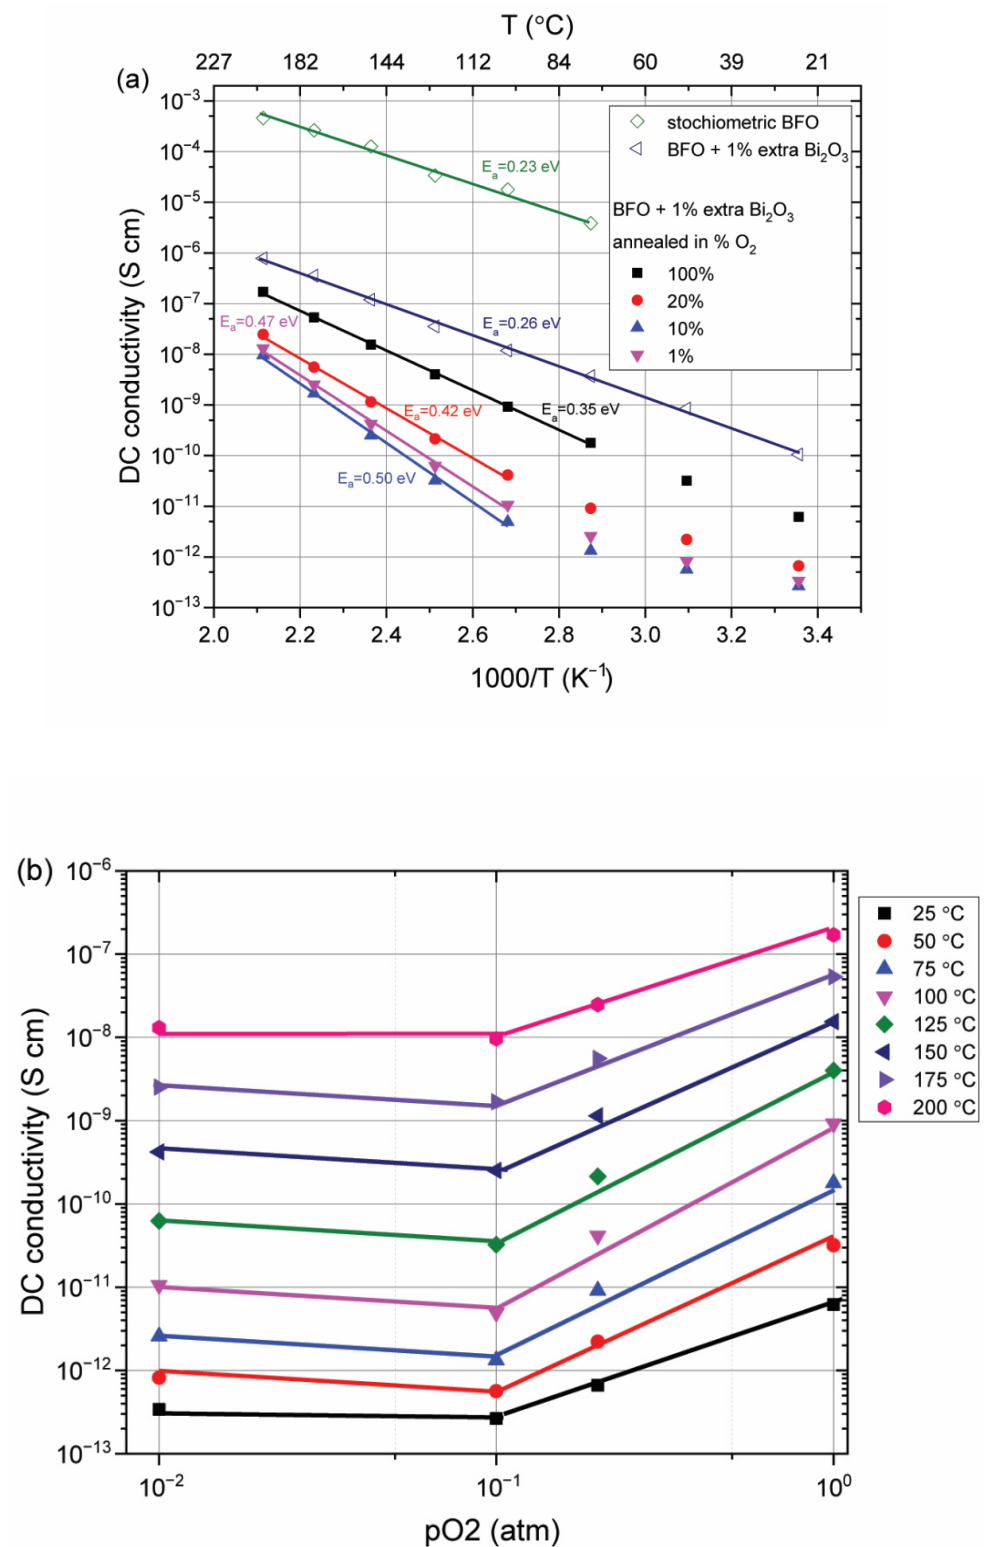 T (°C)
227 182 144 112 84 60 39 21
(a)
10⁻³
10⁻⁴
10⁻⁵
10⁻⁶
10⁻⁷
10⁻⁸
10⁻⁹
10⁻¹⁰
10⁻¹¹
10⁻¹²
10⁻¹³
DC conductivity (S cm)
stochiometric BFO
BFO + 1% extra Bi₂O₃
BFO + 1% extra Bi₂O₃
annealed in % O₂
100%
20%
10%
1%
Eₐ=0.23 eV
Eₐ=0.26 eV
Eₐ=0.47 eV
Eₐ=0.35 eV
Eₐ=0.42 eV
Eₐ=0.50 eV
2.0 2.2 2.4 2.6 2.8 3.0 3.2 3.4
1000/T (K⁻¹)
(b)
10⁻⁶
10⁻⁷
10⁻⁸
10⁻⁹
10⁻¹⁰
10⁻¹¹
10⁻¹²
10⁻¹³
DC conductivity (S cm)
25 °C
50 °C
75 °C
100 °C
125 °C
150 °C
175 °C
200 °C
10⁻² 10⁻¹ 10⁰
pO2 (atm)